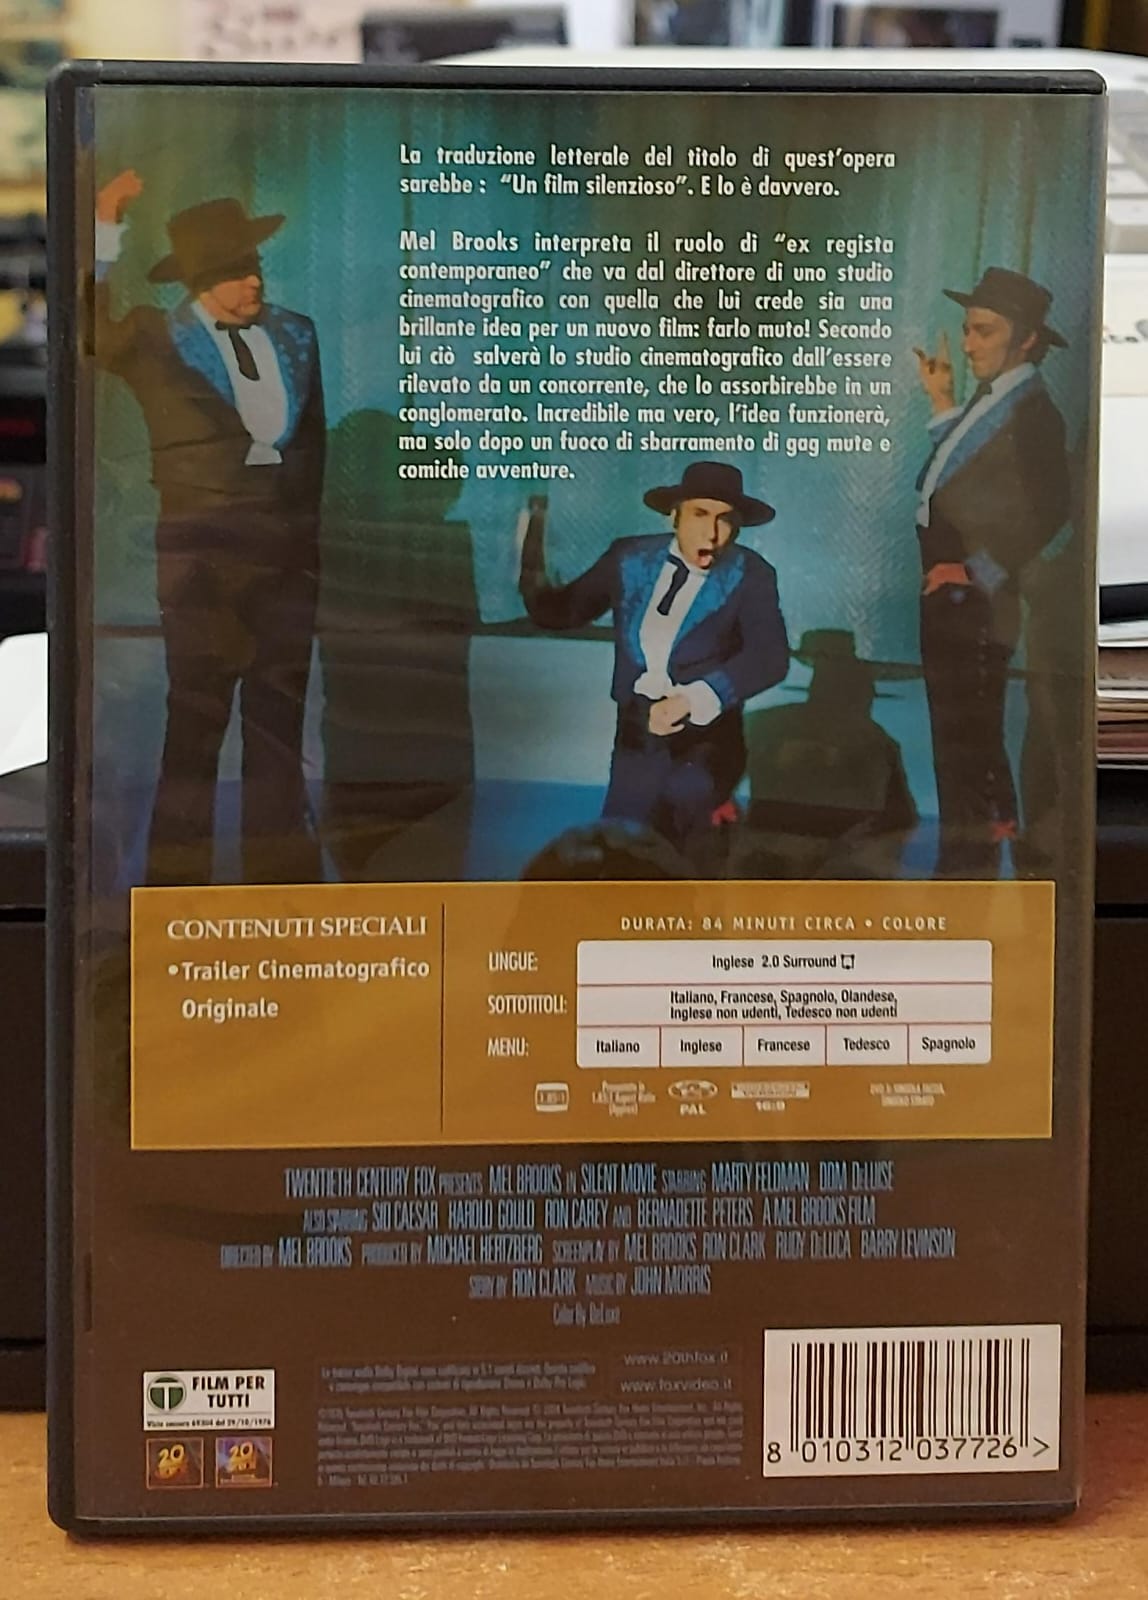 La traduzione letterale del titolo di quest'opera
sarebbe : "Un film silenzioso". E lo è davvero.
Mel Brooks interpreta il ruolo di "ex regista
contemporaneo" che va dal direttore di uno studio
cinematografico con quella che lui crede sia una
brillante idea per un nuovo film: farlo muto! Secondo
lui ciò salverà lo studio cinematografico dall'essere
rilevato da un concorrente, che lo assorbirebbe in un
conglomerato. Incredibile ma vero, l'idea funzionerà,
ma solo dopo un fuoco di sbarramento di gag mute e
comiche avventure.
CONTENUTI SPECIALI
•Trailer Cinematografico
Originale
DURATA: 84 MINUTI CIRCA • COLORE
LINGUE:
Inglese 2.0 Surround
SOTTOTITOLI:
Italiano, Francese, Spagnolo, Olandese,
Inglese non udenti, Tedesco non udenti
MENU:
Italiano Inglese Francese Tedesco Spagnolo
PAL
16:9
TWENTIETH CENTURY FOX PRESENTS MEL BROOKS IN SILENT MOVIE STARRING MARTY FELDMAN DOM DeLUISE
ALSO STARRING SID CAESAR HAROLD GOULD RON CAREY AND BERNADETTE PETERS A MEL BROOKS FILM
DIRECTED BY MEL BROOKS PRODUCED BY MICHAEL HERTZBERG SCREENPLAY BY MEL BROOKS RON CLARK RUDY DeLUCA BARRY LEVINSON
STORY BY RON CLARK MUSIC BY JOHN MORRIS
Color By DeLuxe
www.20thfox.it
www.foxvideo.it
FILM PER
TUTTI
20
20
8 010312 037726 >